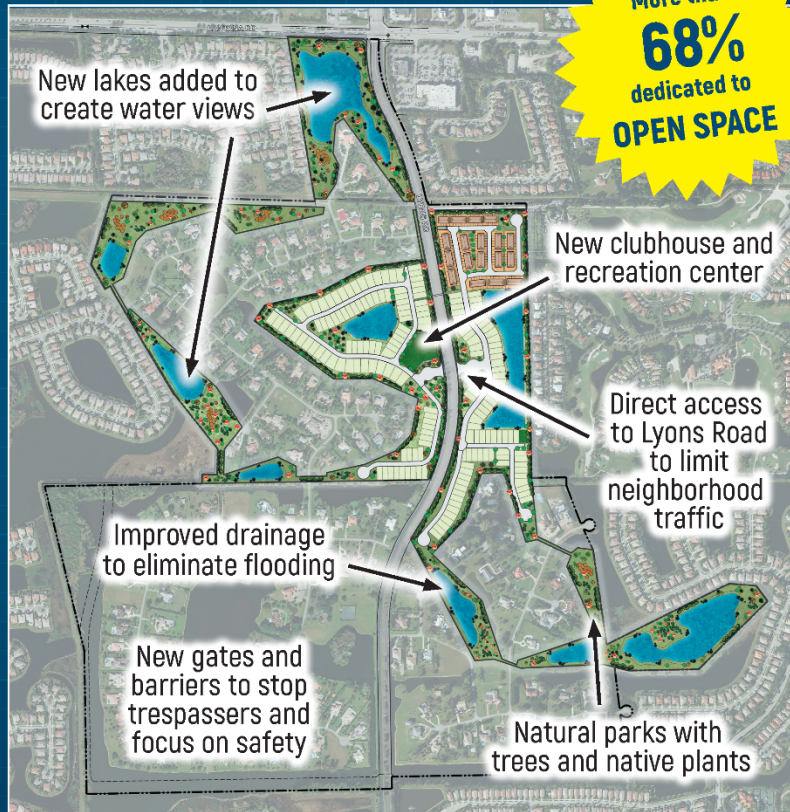 More than
68%
dedicated to
OPEN SPACE
New lakes added to
create water views
New clubhouse and
recreation center
Direct access
to Lyons Road
to limit
neighborhood
traffic
Improved drainage
to eliminate flooding
New gates and
barriers to stop
trespassers and
focus on safety
Natural parks with
trees and native plants